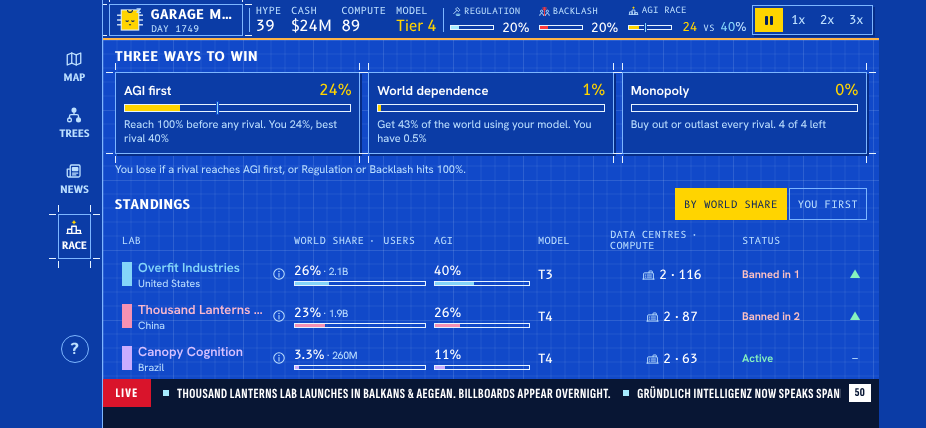 GARAGE M...
DAY 1749
HYPE
39
CASH
$24M
COMPUTE
89
MODEL
Tier 4
REGULATION
20%
BACKLASH
20%
AGI RACE
24 VS 40%
1x 2x 3x
MAP
TREES
NEWS
RACE
?
THREE WAYS TO WIN
AGI first 24%
Reach 100% before any rival. You 24%, best
rival 40%
World dependence 1%
Get 43% of the world using your model. You
have 0.5%
Monopoly 0%
Buy out or outlast every rival. 4 of 4 left
You lose if a rival reaches AGI first, or Regulation or Backlash hits 100%.
STANDINGS
BY WORLD SHARE YOU FIRST
LAB WORLD SHARE · USERS AGI MODEL DATA CENTRES · COMPUTE STATUS
Overfit Industries 26% · 2.1B 40% T3 2 · 116 Banned in 1
United States
Thousand Lanterns ... 23% · 1.9B 26% T4 2 · 87 Banned in 2
China
Canopy Cognition 3.3% · 260M 11% T4 2 · 63 Active –
Brazil
LIVE THOUSAND LANTERNS LAB LAUNCHES IN BALKANS & AEGEAN. BILLBOARDS APPEAR OVERNIGHT. GRÜNDLICH INTELLIGENZ NOW SPEAKS SPAN 50